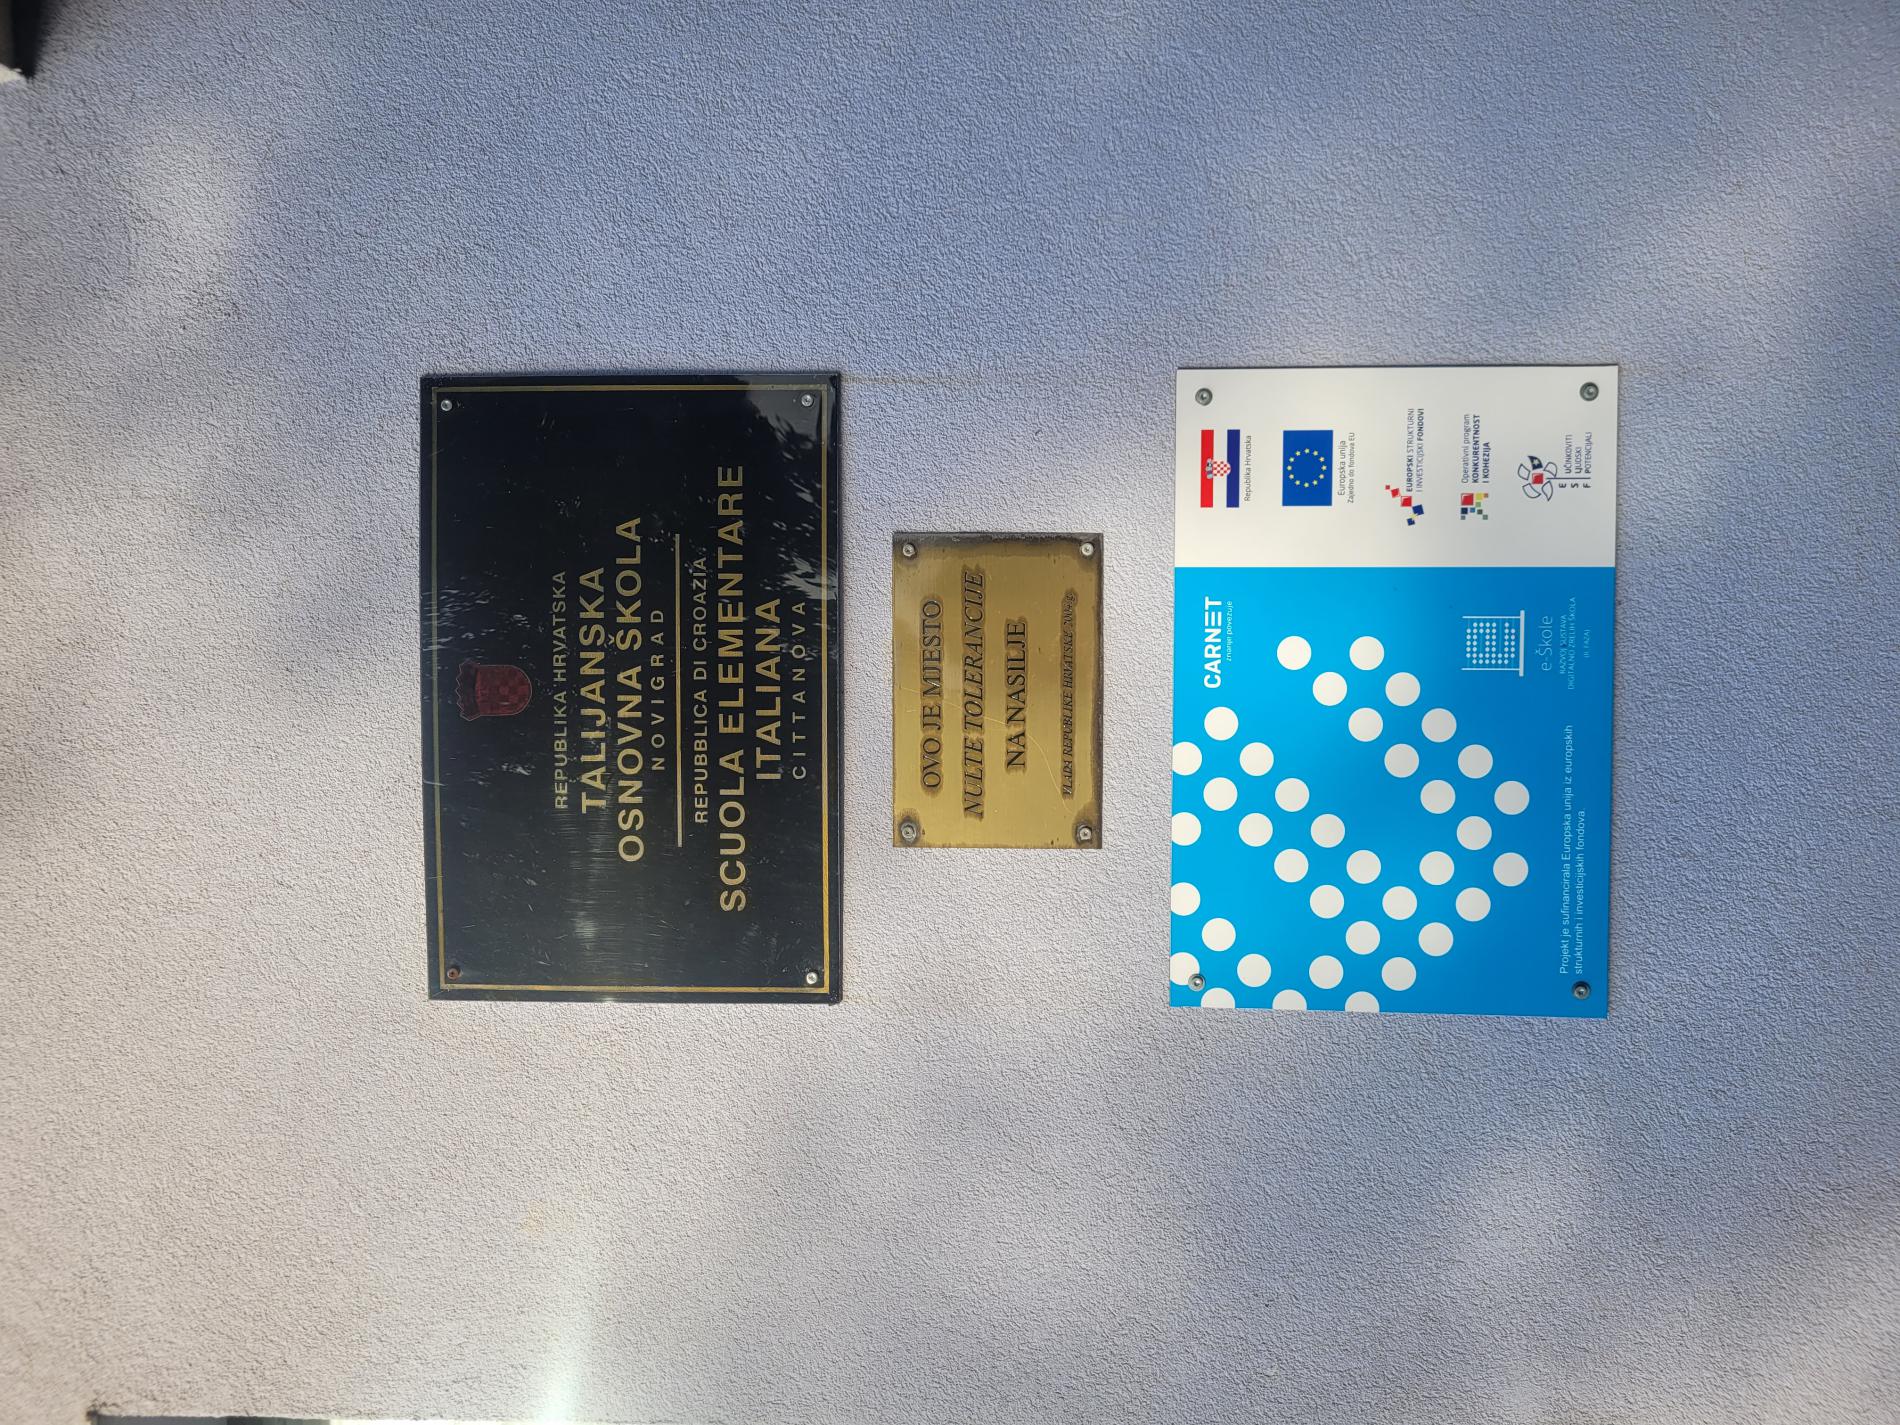 REPUBLIKA HRVATSKA
TALIJANSKA
OSNOVNA ŠKOLA
NOVIGRAD
REPUBBLICA DI CROAZIA
SCUOLA ELEMENTARE
ITALIANA
CITTANOVA
OVO JE MJESTO
NULTE TOLERANCIJE
NA NASILJE
VLADA REPUBLIKE HRVATSKE 2004.g.
CARNET
znanje povezuje
e-Škole
RAZVOJ SUSTAVA
DIGITALNO ZRELIH ŠKOLA
(II. FAZA)
Projekt je sufinancirala Europska unija iz europskih
strukturnih i investicijskih fondova.
Republika Hrvatska
Europska unija
Zajedno do fondova EU
EUROPSKI STRUKTURNI
I INVESTICIJSKI FONDOVI
Operativni program
KONKURENTNOST
I KOHEZIJA
E UČINKOVITI
S LJUDSKI
F POTENCIJALI